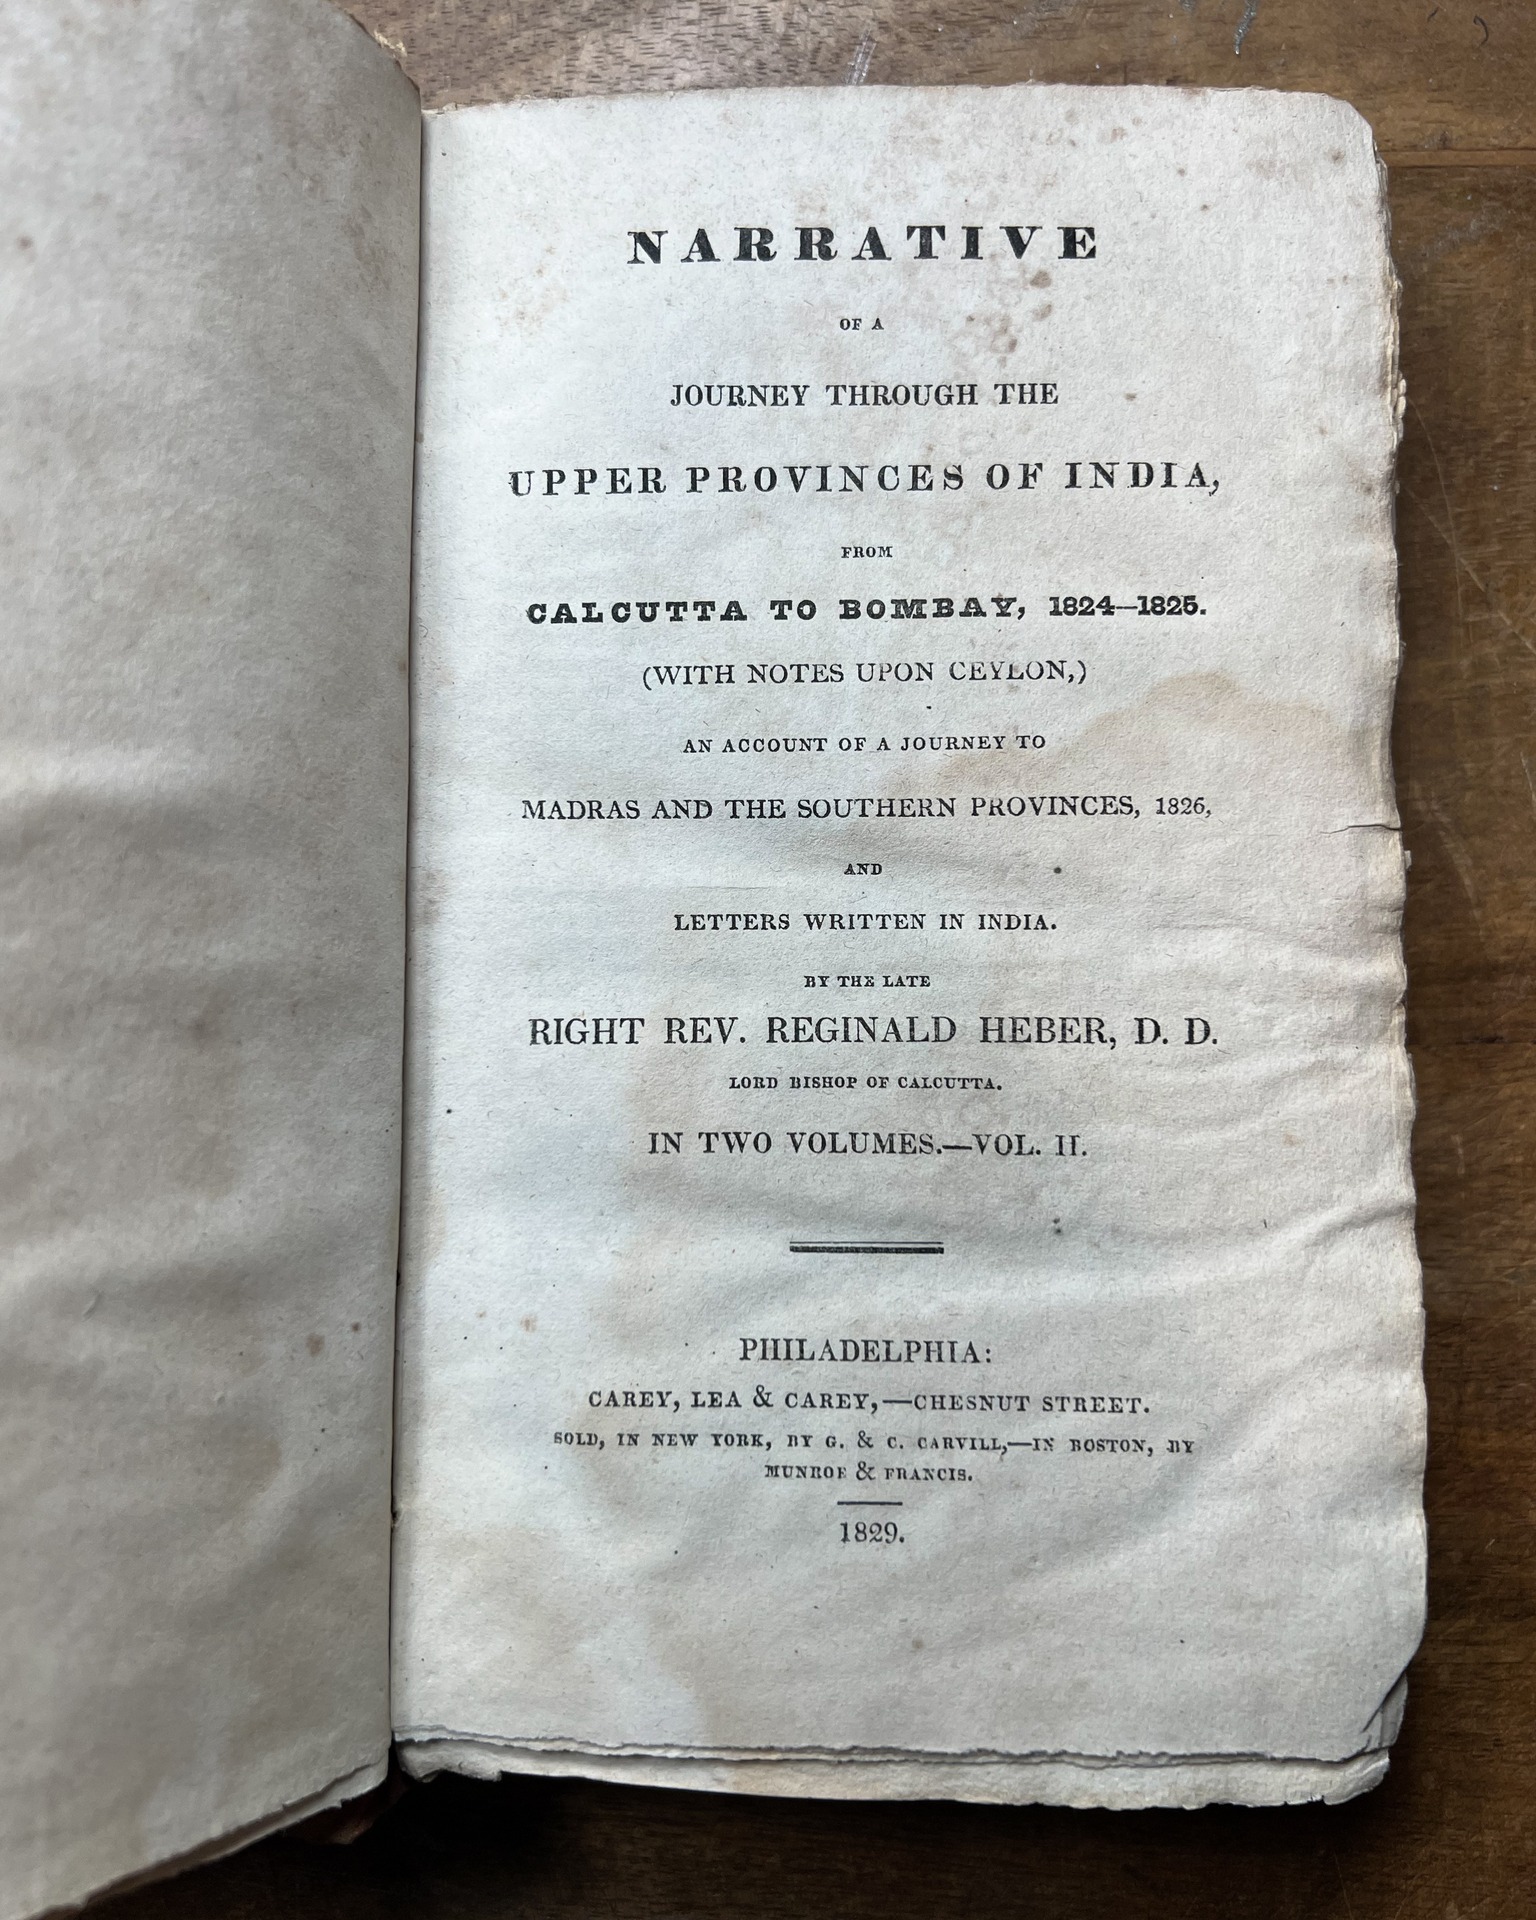 NARRATIVE
OF A
JOURNEY THROUGH THE
UPPER PROVINCES OF INDIA,
FROM
CALCUTTA TO BOMBAY, 1824—1825.
(WITH NOTES UPON CEYLON,)
AN ACCOUNT OF A JOURNEY TO
MADRAS AND THE SOUTHERN PROVINCES, 1826,
AND
LETTERS WRITTEN IN INDIA.
BY THE LATE
RIGHT REV. REGINALD HEBER, D. D.
LORD BISHOP OF CALCUTTA.
IN TWO VOLUMES.—VOL. II.
PHILADELPHIA:
CAREY, LEA & CAREY,—CHESNUT STREET.
SOLD, IN NEW YORK, BY G. & C. CARVILL,—IN BOSTON, BY
MUNROE & FRANCIS.
1829.